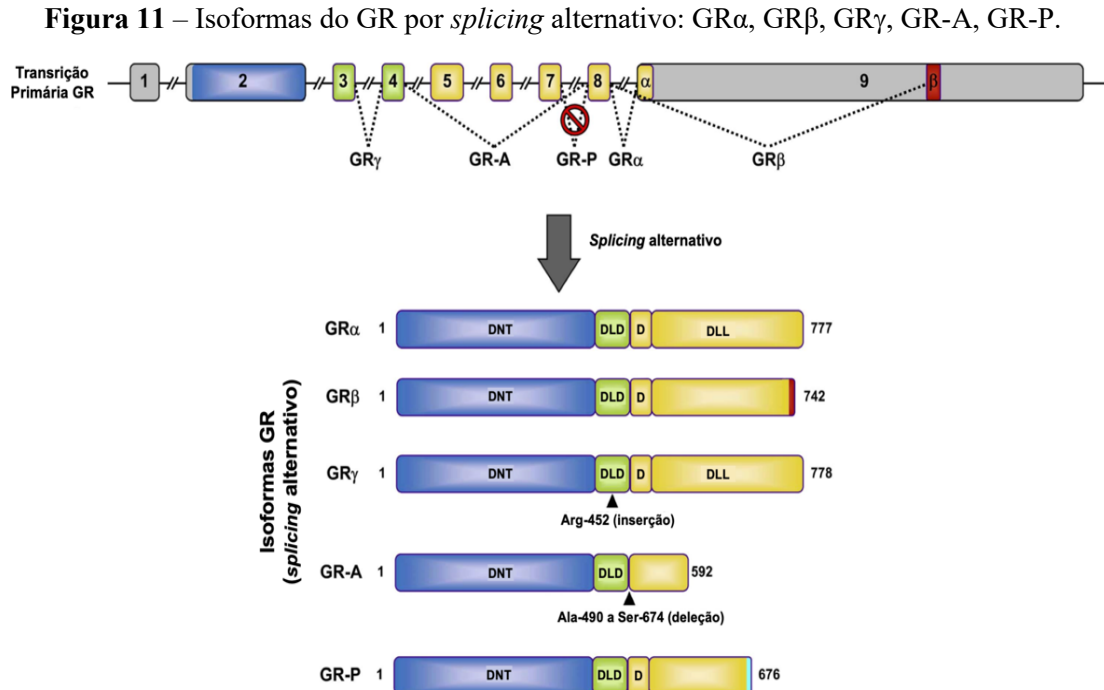 Figura 11 – Isoformas do GR por splicing alternativo: GRα, GRβ, GRγ, GR-A, GR-P.
Transrição
Primária GR
1 2 3 4 5 6 7 8 α 9 β
GRγ GR-A GR-P GRα GRβ
Splicing alternativo
Isoformas GR
(splicing alternativo)
GRα 1 DNT DLD D DLL 777
GRβ 1 DNT DLD D 742
GRγ 1 DNT DLD D DLL 778
Arg-452 (inserção)
GR-A 1 DNT DLD 592
Ala-490 a Ser-674 (deleção)
GR-P 1 DNT DLD D 676